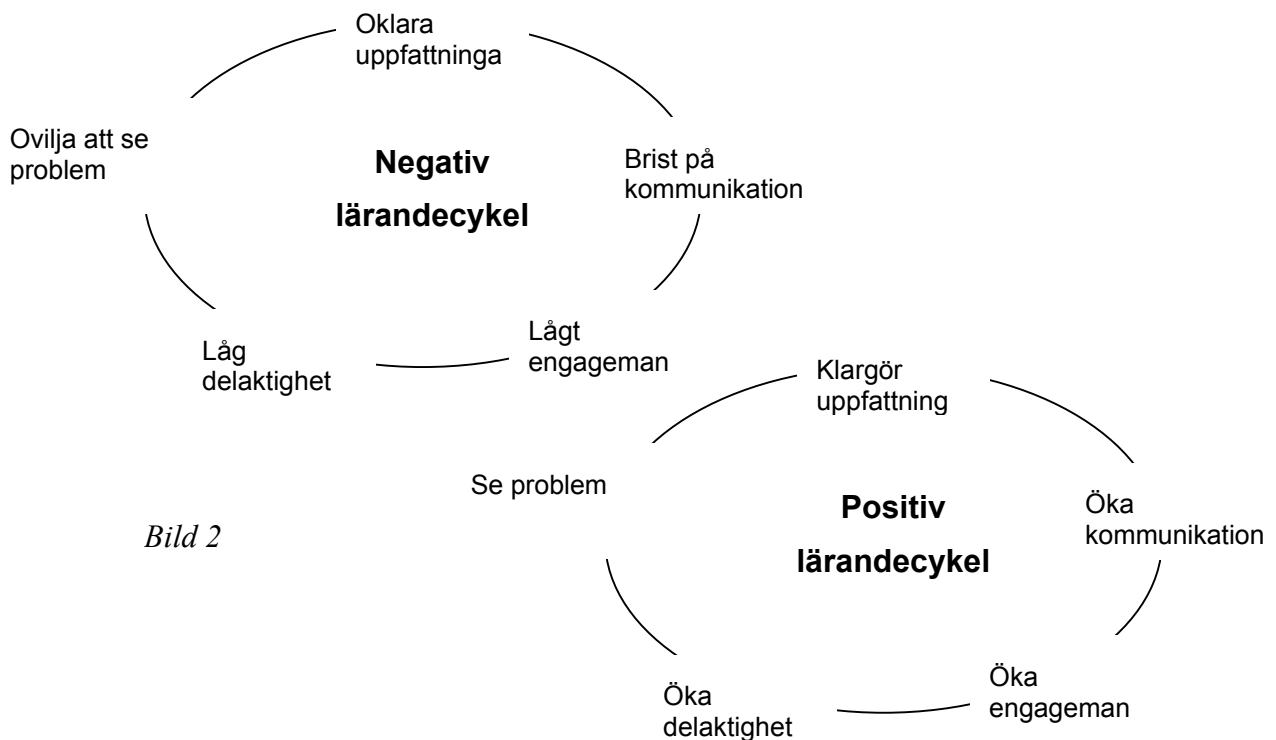 Oklara
uppfattninga
Ovilja att se
problem
Negativ
lärandecykel
Brist på
kommunikation
Låg
delaktighet
Lågt
engageman
Klargör
uppfattning
Se problem
Positiv
lärandecykel
Öka
kommunikation
Bild 2
Öka
delaktighet
Öka
engageman